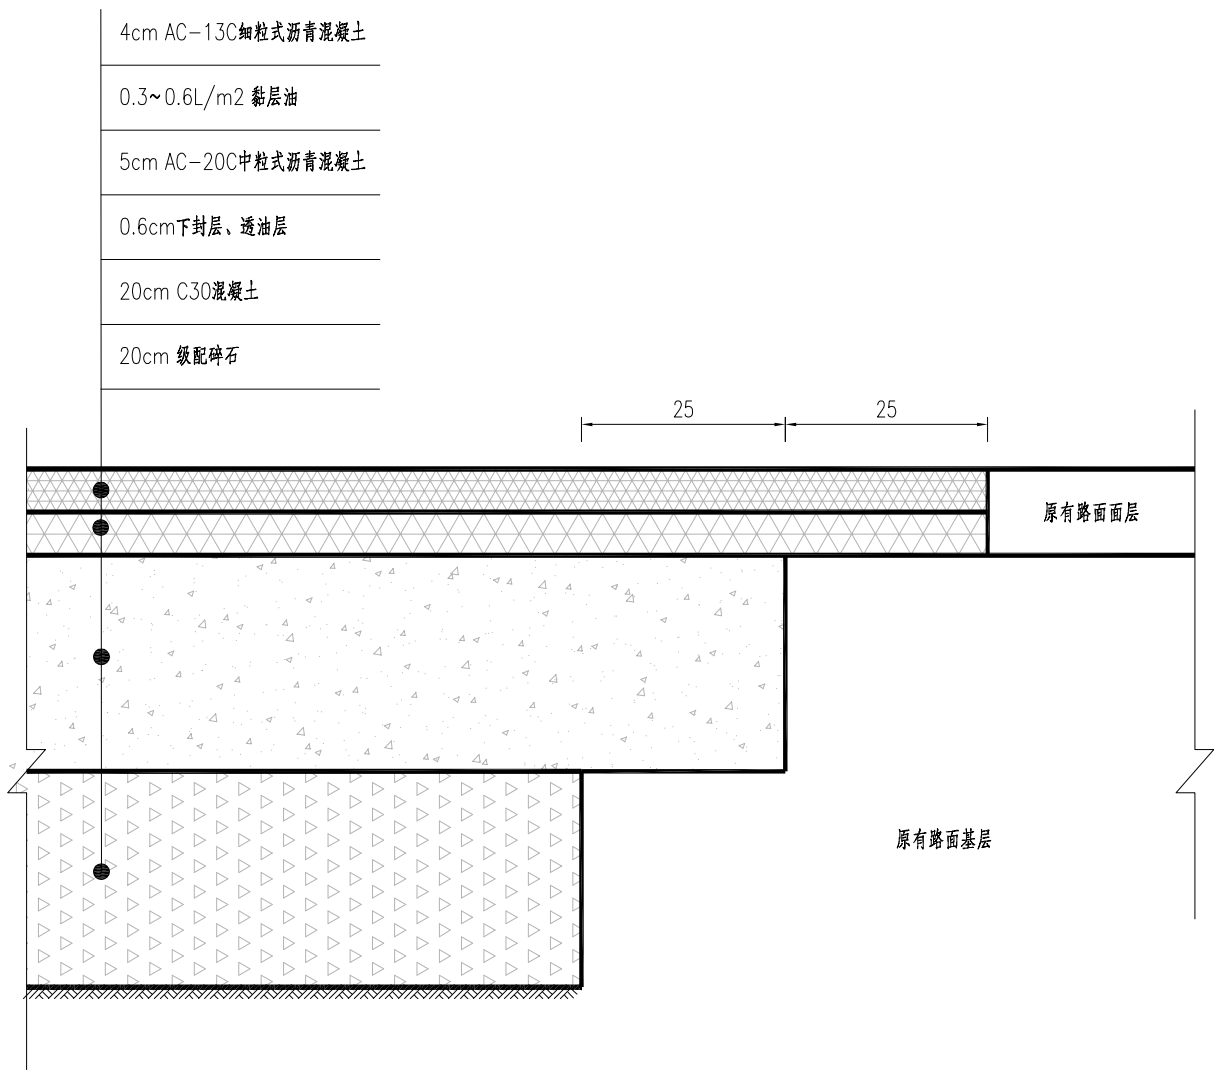 4cm AC-13C细粒式沥青混凝土
0.3~0.6L/m2 黏层油
5cm AC-20C中粒式沥青混凝土
0.6cm下封层、透油层
20cm C30混凝土
20cm 级配碎石
25
25
原有路面面层
原有路面基层